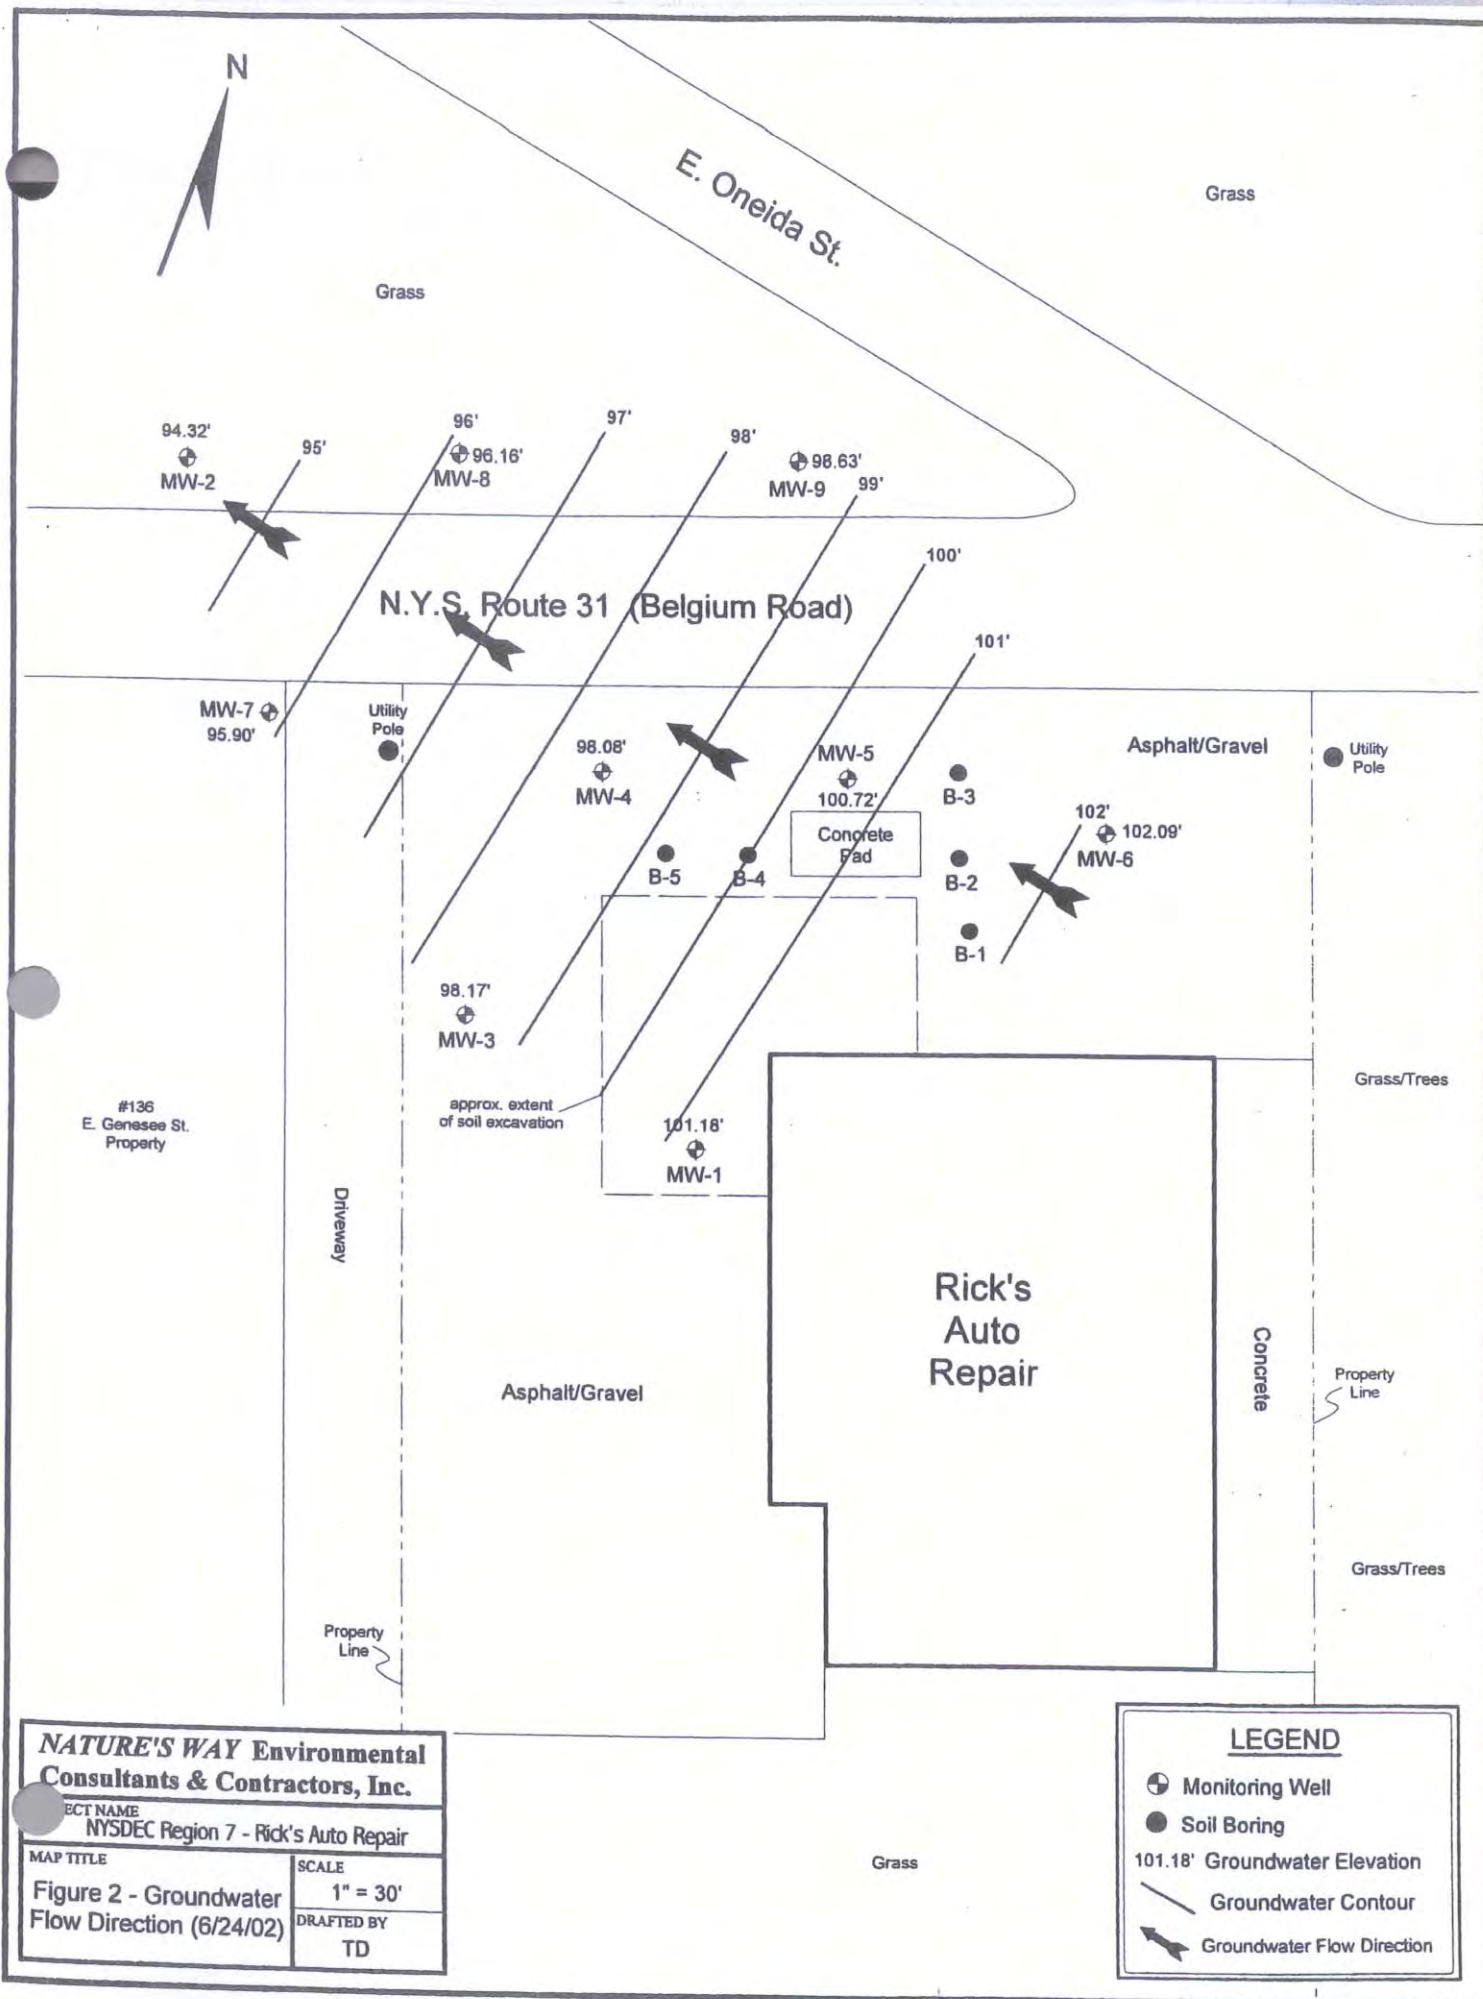 N
E. Oneida St.
Grass
Grass
94.32'
MW-2
95'
96'
96.16'
MW-8
97'
98'
98.63'
MW-9
99'
100'
101'
N.Y.S. Route 31 (Belgium Road)
MW-7
95.90'
Utility
Pole
98.08'
MW-4
MW-5
100.72'
Concrete
Pad
B-3
B-2
B-1
B-5
B-4
Asphalt/Gravel
Utility
Pole
102'
102.09'
MW-6
98.17'
MW-3
approx. extent
of soil excavation
101.18'
MW-1
#136
E. Genesee St.
Property
Driveway
Grass/Trees
Rick's
Auto
Repair
Concrete
Property
Line
Asphalt/Gravel
Grass/Trees
Property
Line
Grass
NATURE'S WAY Environmental
Consultants & Contractors, Inc.
ECT NAME
NYSDEC Region 7 - Rick's Auto Repair
MAP TITLE
Figure 2 - Groundwater
Flow Direction (6/24/02)
SCALE
1" = 30'
DRAFTED BY
TD
LEGEND
Monitoring Well
Soil Boring
101.18' Groundwater Elevation
Groundwater Contour
Groundwater Flow Direction